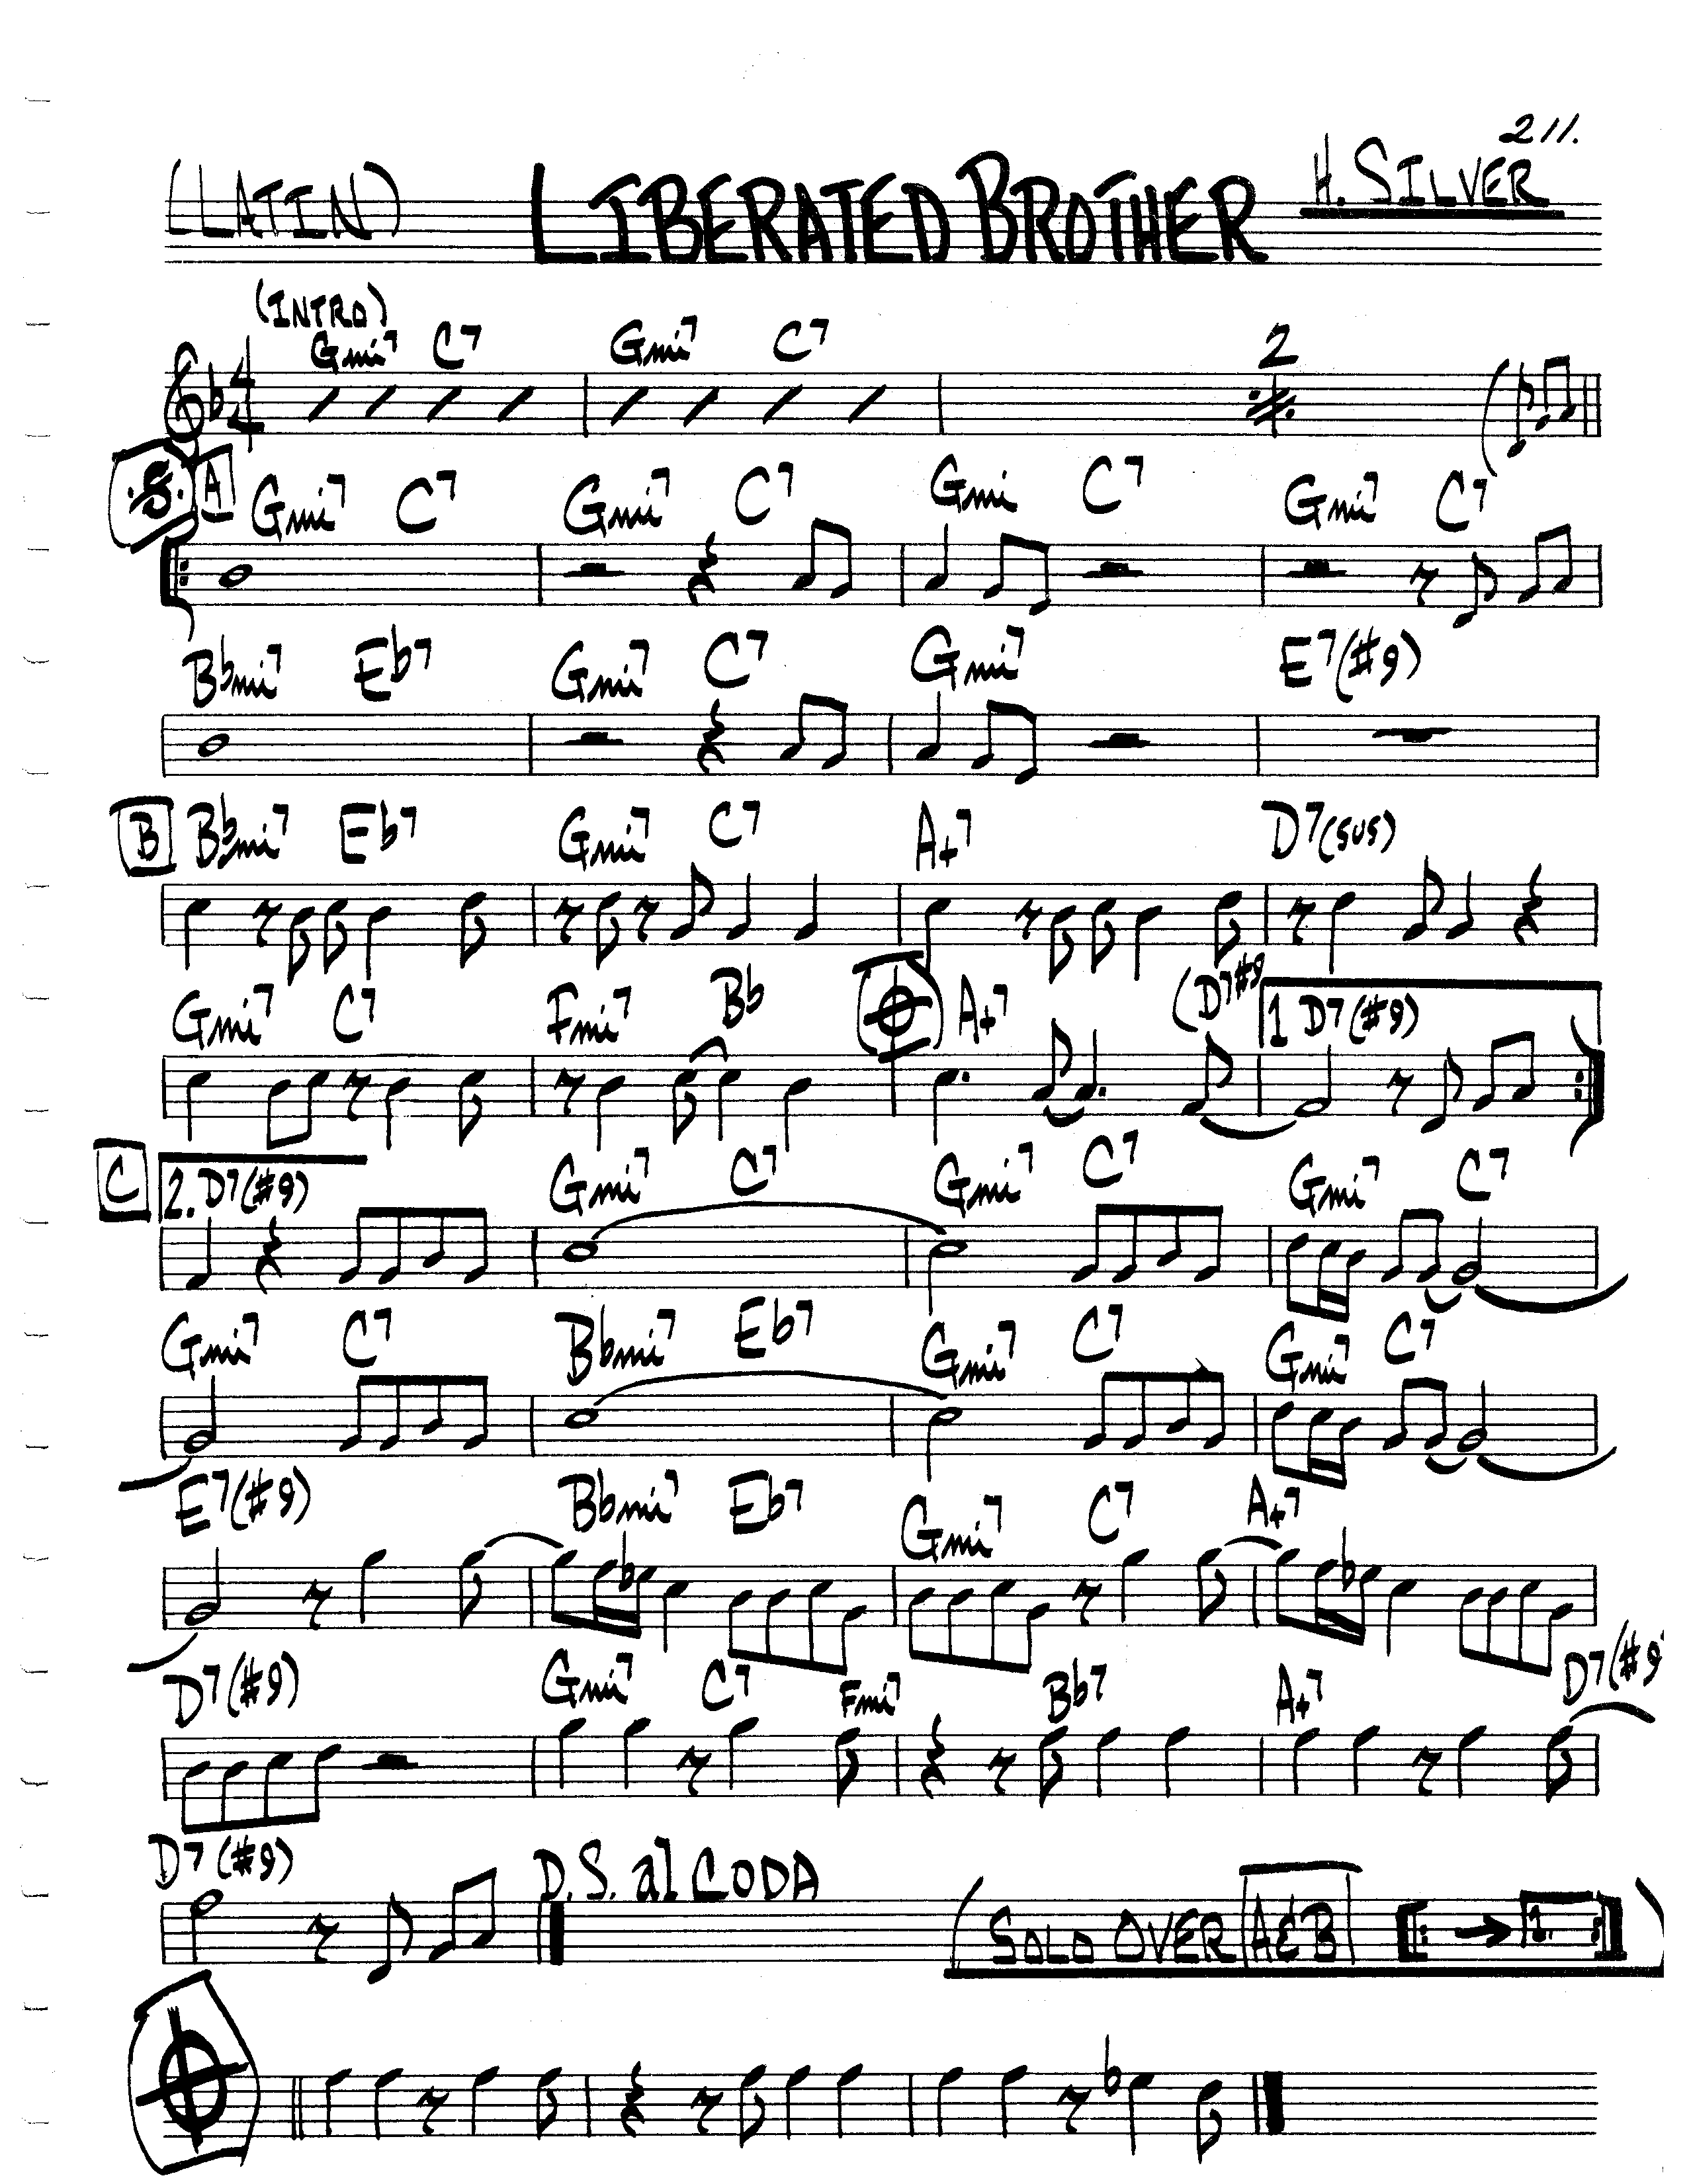 211.
(LATIN) LIBERATED BROTHER H. SILVER
(INTRO)
Gmi7 C7 Gmi7 C7 2
4
4
A Gmi7 C7 Gmi7 C7 Gmi C7 Gmi7 C7
Bbmi7 Eb7 Gmi7 C7 Gmi7 E7(#9)
B Bbmi7 Eb7 Gmi7 C7 A+7 D7(SUS)
Gmi7 C7 Fmi7 Bb A+7 (D7#9 1 D7(#9)
C 2. D7(#9) Gmi7 C7 Gmi7 C7 Gmi7 C7
Gmi7 C7 Bbmi7 Eb7 Gmi7 C7 Gmi7 C7
E7(#9) Bbmi7 Eb7 Gmi7 C7 A+7
D7(#9) Gmi7 C7 Fmi7 Bb7 A+7 D7(#9)
D7(#9) D.S. al CODA
(SOLO OVER A&B → 1. )